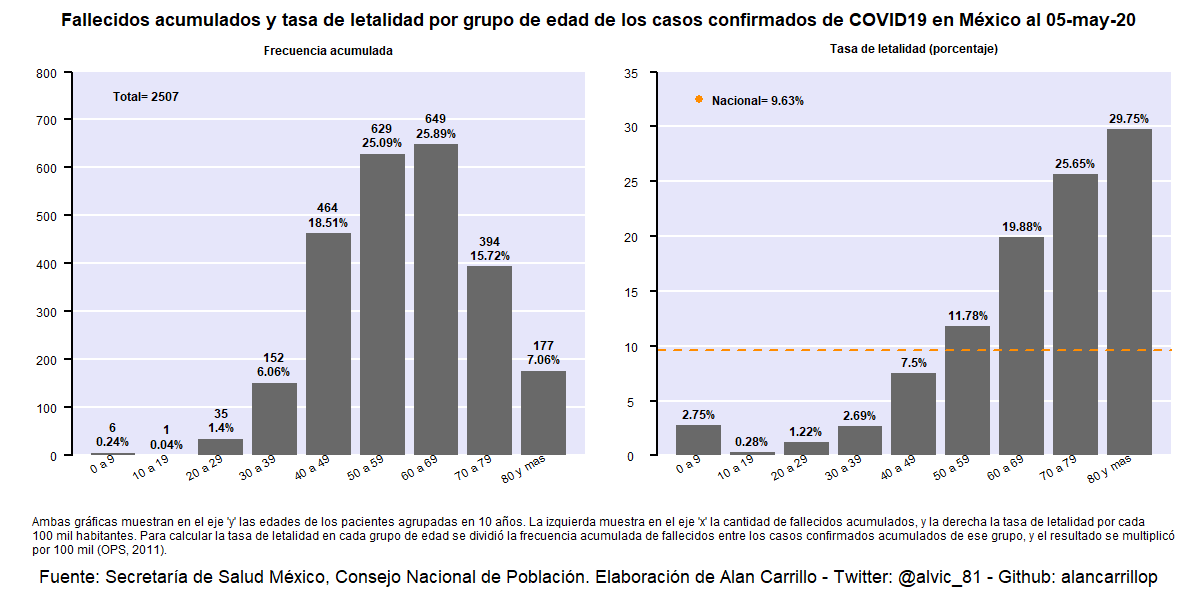 Fallecidos acumulados y tasa de letalidad por grupo de edad de los casos confirmados de COVID19 en México al 05-may-20
Frecuencia acumulada
800
700
600
500
400
300
200
100
0
Total= 2507
6
0.24%
1
0.04%
35
1.4%
152
6.06%
464
18.51%
629
25.09%
649
25.89%
394
15.72%
177
7.06%
0 a 9
10 a 19
20 a 29
30 a 39
40 a 49
50 a 59
60 a 69
70 a 79
80 y mas
Tasa de letalidad (porcentaje)
35
30
25
20
15
10
5
0
Nacional= 9.63%
2.75%
0.28%
1.22%
2.69%
7.5%
11.78%
19.88%
25.65%
29.75%
0 a 9
10 a 19
20 a 29
30 a 39
40 a 49
50 a 59
60 a 69
70 a 79
80 y mas
Ambas gráficas muestran en el eje 'y' las edades de los pacientes agrupadas en 10 años. La izquierda muestra en el eje 'x' la cantidad de fallecidos acumulados, y la derecha la tasa de letalidad por cada
100 mil habitantes. Para calcular la tasa de letalidad en cada grupo de edad se dividió la frecuencia acumulada de fallecidos entre los casos confirmados acumulados de ese grupo, y el resultado se multiplicó
por 100 mil (OPS, 2011).
Fuente: Secretaría de Salud México, Consejo Nacional de Población. Elaboración de Alan Carrillo - Twitter: @alvic_81 - Github: alancarrillop